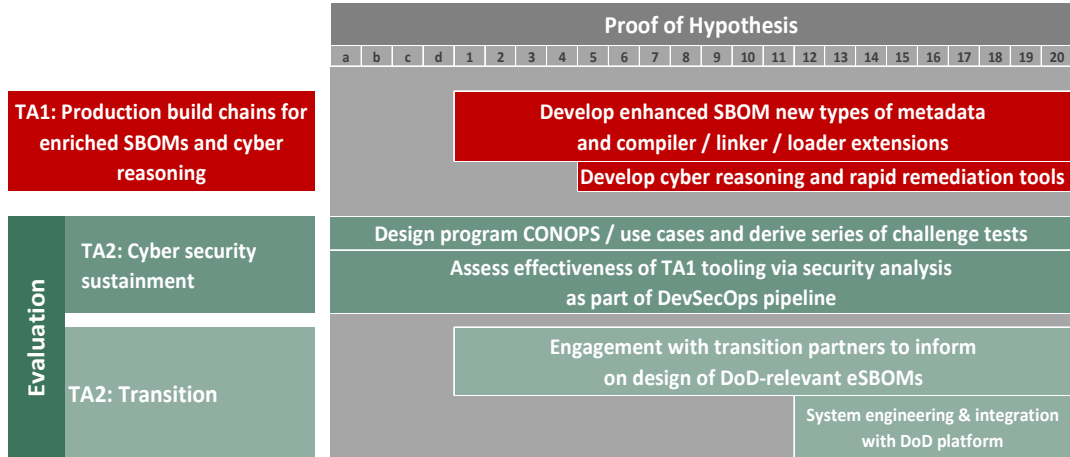 Proof of Hypothesis
a b c d 1 2 3 4 5 6 7 8 9 10 11 12 13 14 15 16 17 18 19 20
TA1: Production build chains for
enriched SBOMs and cyber
reasoning
Develop enhanced SBOM new types of metadata
and compiler / linker / loader extensions
Develop cyber reasoning and rapid remediation tools
Evaluation
TA2: Cyber security
sustainment
Design program CONOPS / use cases and derive series of challenge tests
Assess effectiveness of TA1 tooling via security analysis
as part of DevSecOps pipeline
TA2: Transition
Engagement with transition partners to inform
on design of DoD-relevant eSBOMs
System engineering & integration
with DoD platform